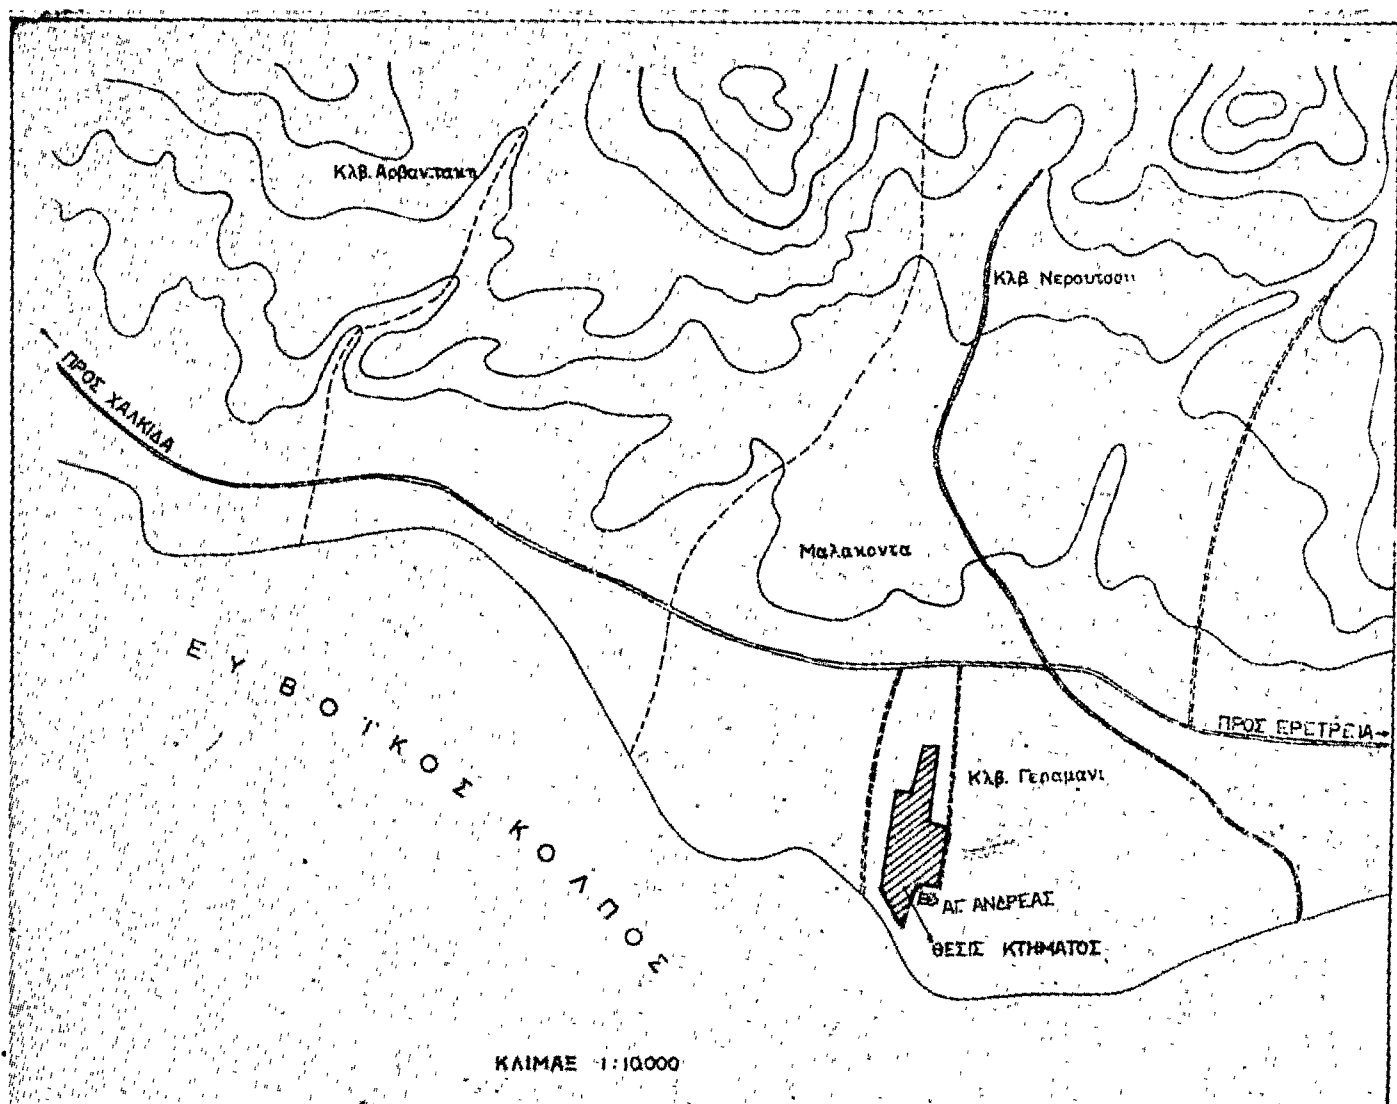 Κλβ. Αρβαντακη
Κλβ Νερουτσου
ΠΡΟΣ ΧΑΛΚΙΔΑ
Μαλακοντα
ΕΥΒΟΪΚΟΣ ΚΟΛΠΟΣ
ΠΡΟΣ ΕΡΕΤΡΕΙΑ
Κλβ. Γεραμανι
ΑΓ. ΑΝΔΡΕΑΣ
ΘΕΣΙΣ ΚΤΗΜΑΤΟΣ
ΚΛΙΜΑΞ 1:10.000